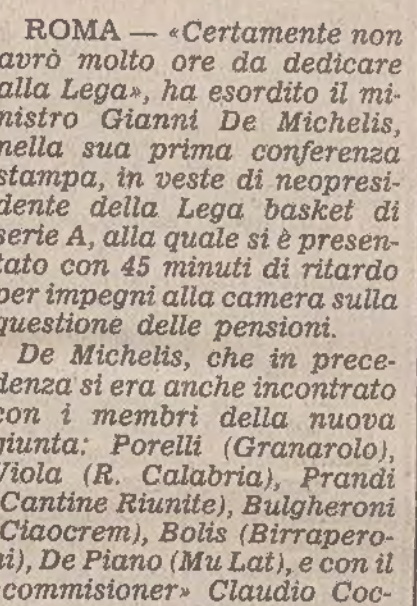 ROMA — «Certamente non
avrò molto ore da dedicare
alla Lega», ha esordito il mi-
nistro Gianni De Michelis,
nella sua prima conferenza
stampa, in veste di neopresi-
dente della Lega basket di
serie A, alla quale si è presen-
tato con 45 minuti di ritardo
per impegni alla camera sulla
questione delle pensioni.
De Michelis, che in prece-
denza si era anche incontrato
con i membri della nuova
giunta: Porelli (Granarolo),
Viola (R. Calabria), Prandi
(Cantine Riunite), Bulgheroni
(Ciaocrem), Bolis (Birrapero-
ni), De Piano (Mu Lat), e con il
«commisioner» Claudio Coc-